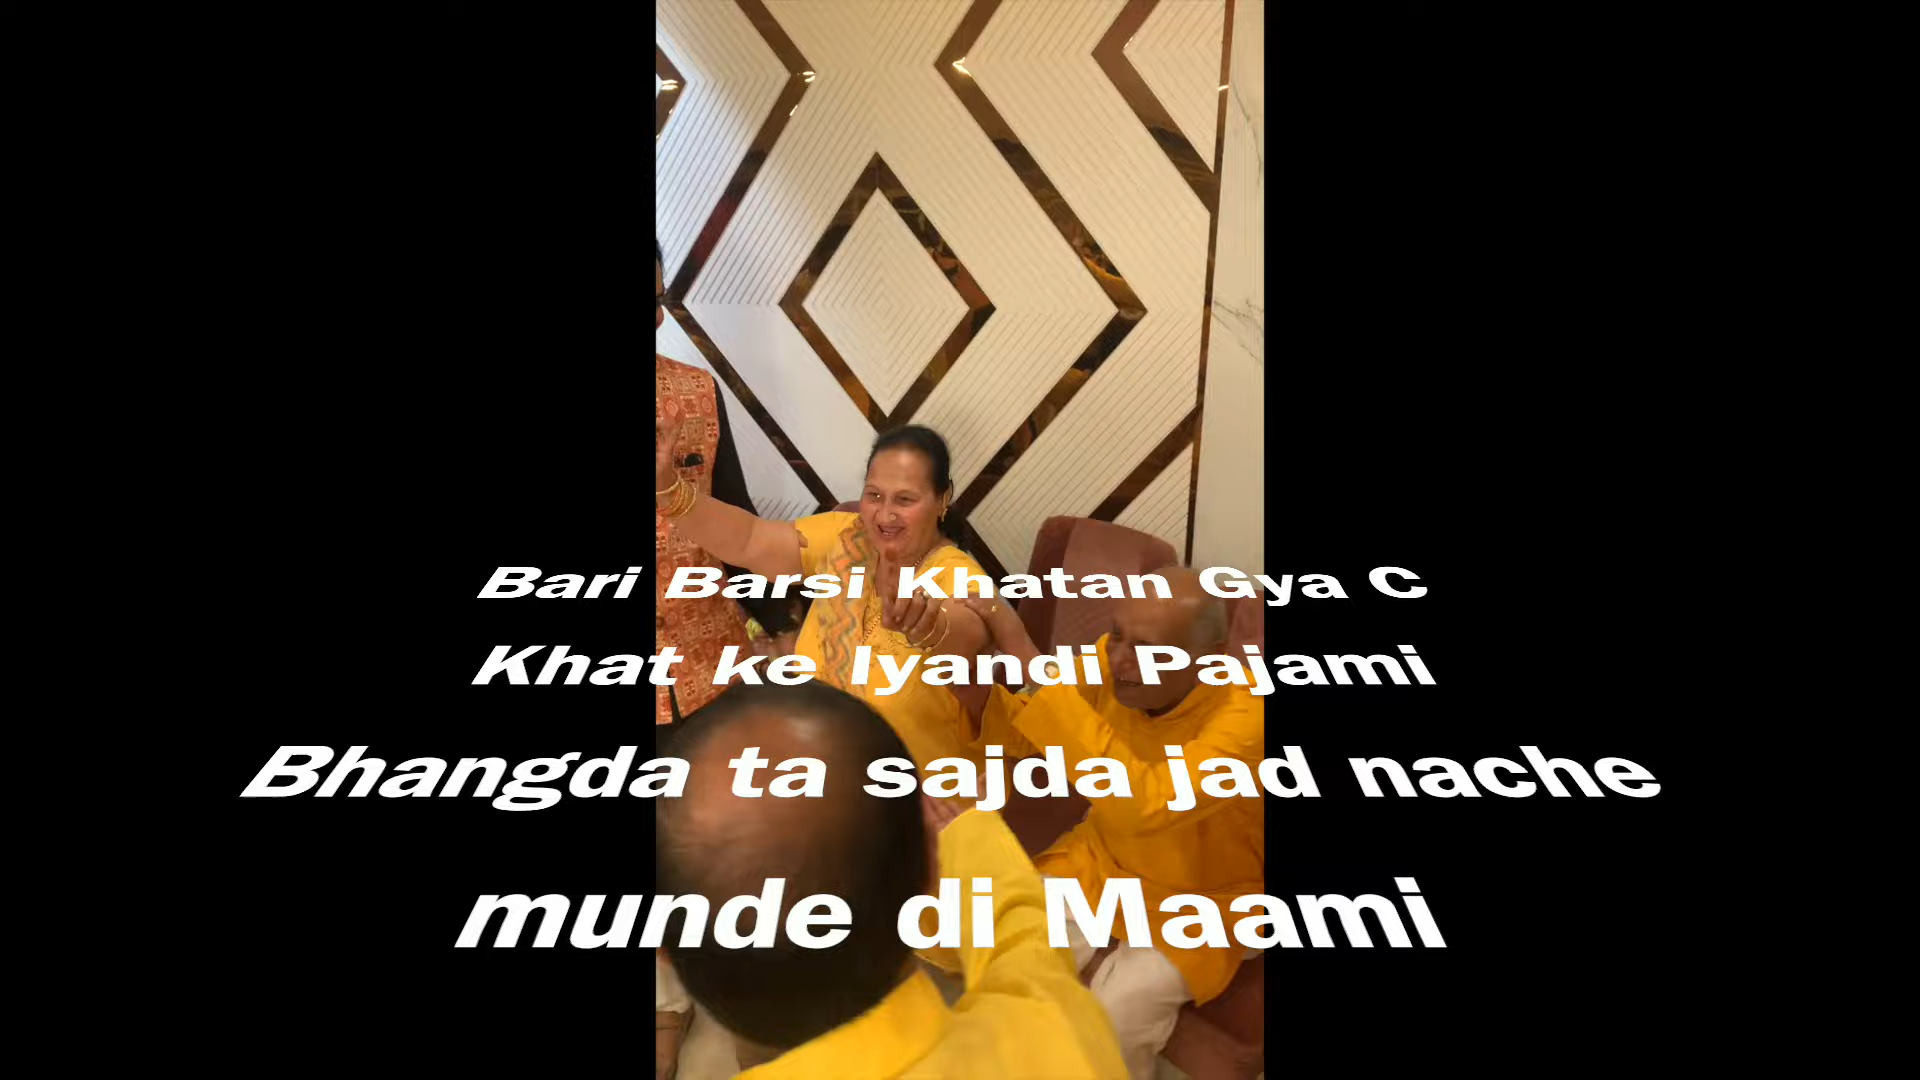 Bari Barsi Khatan Gya C
Khat ke lyandi Pajami
Bhangda ta sajda jad nache
munde di Maami